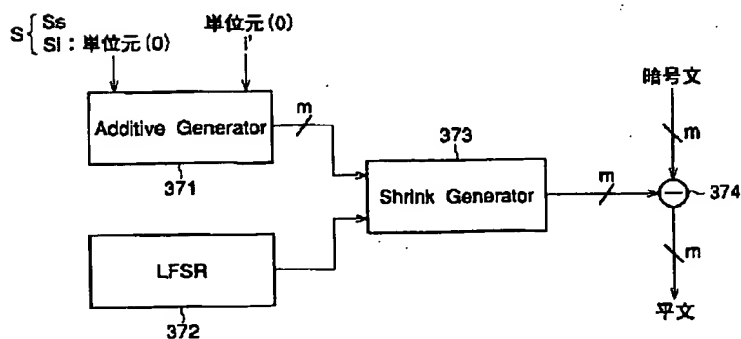 S { Ss
SI : 単位元(0)
単位元(0)
I'
Additive Generator
371
m
LFSR
372
373
Shrink Generator
m
暗号文
m
374
m
平文